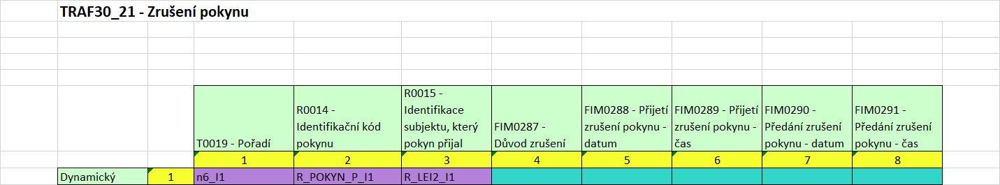 TRAF30_21 - Zrušení pokynu
T0019 - Pořadí
R0014 -
Identifikační kód
pokynu
R0015 -
Identifikace
subjektu, který
pokyn přijal
FIM0287 -
Důvod zrušení
FIM0288 - Přijetí
zrušení pokynu -
datum
FIM0289 - Přijetí
zrušení pokynu -
čas
FIM0290 -
Předání zrušení
pokynu - datum
FIM0291 -
Předání zrušení
pokynu - čas
1 2 3 4 5 6 7 8
Dynamický 1 n6_I1 R_POKYN_P_I1 R_LEI2_I1